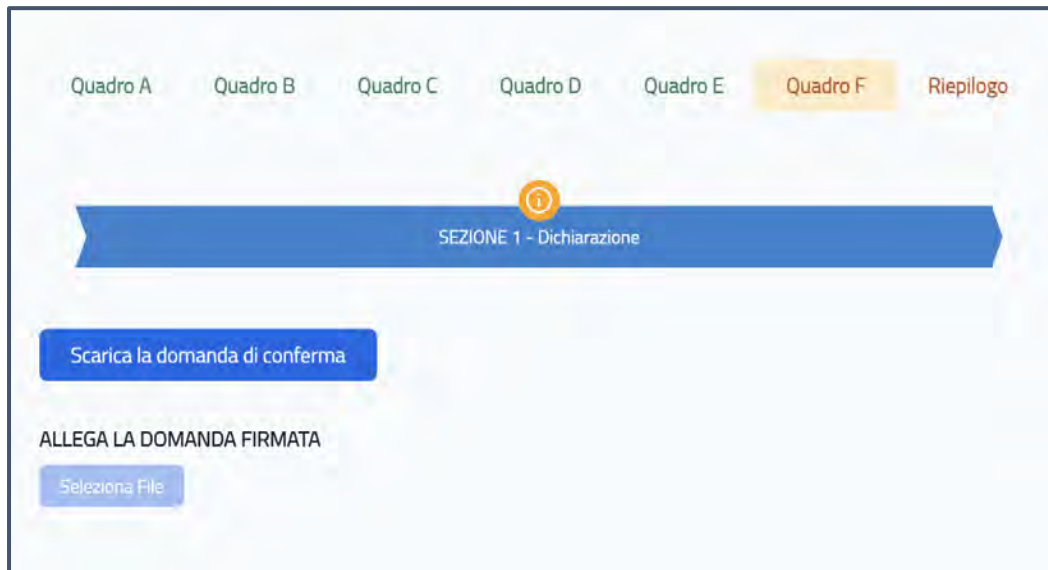 Quadro A Quadro B Quadro C Quadro D Quadro E Quadro F Riepilogo
SEZIONE 1 - Dichiarazione
Scarica la domanda di conferma
ALLEGA LA DOMANDA FIRMATA
Seleziona File